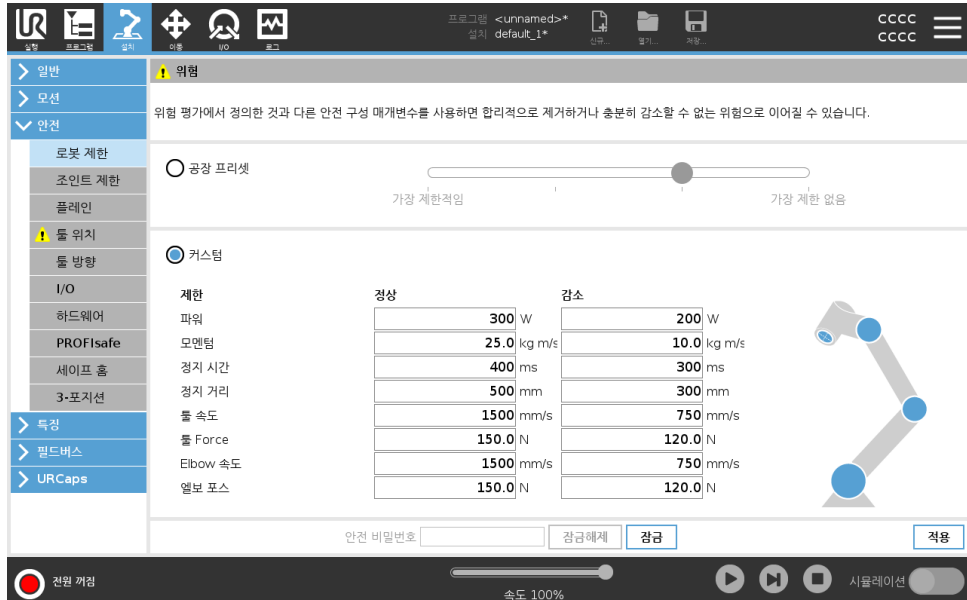 UR
프로그램 <unnamed>*
설치 default_1*
CCCC
CCCC
실행 프로그램 설치 이동 I/O 로그 신규... 열기... 저장...
일반
모션
안전
로봇 제한
조인트 제한
플레인
툴 위치
툴 방향
I/O
하드웨어
PROFIsafe
세이프 홈
3-포지션
특징
필드버스
URCaps
위험
위험 평가에서 정의한 것과 다른 안전 구성 매개변수를 사용하면 합리적으로 제거하거나 충분히 감소할 수 없는 위험으로 이어질 수 있습니다.
공장 프리셋
가장 제한적임 가장 제한 없음
커스텀
제한 정상 감소
파워 300 W 200 W
모멘텀 25.0 kg m/s 10.0 kg m/s
정지 시간 400 ms 300 ms
정지 거리 500 mm 300 mm
툴 속도 1500 mm/s 750 mm/s
툴 Force 150.0 N 120.0 N
Elbow 속도 1500 mm/s 750 mm/s
엘보 포스 150.0 N 120.0 N
안전 비밀번호 잠금해제 잠금 적용
전원 꺼짐
속도 100%
시뮬레이션